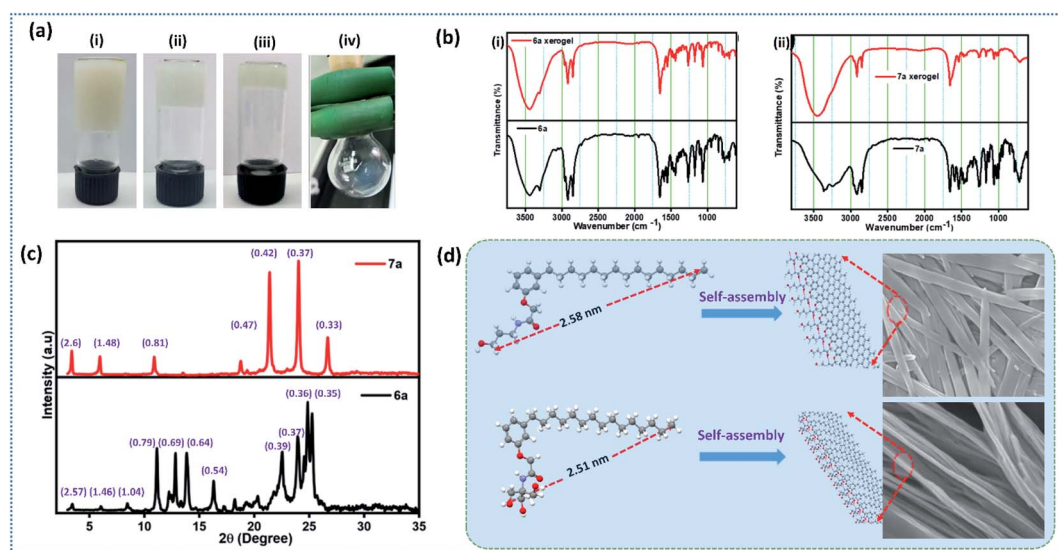 (a)
(i)
(ii)
(iii)
(iv)
(b)
(i)
6a xerogel
6a
Transmittance (%)
3500 3000 2500 2000 1500 1000
Wavenumber (cm⁻¹)
(ii)
7a xerogel
7a
Transmittance (%)
3500 3000 2500 2000 1500 1000
Wavenumber (cm⁻¹)
(c)
7a
(2.6)
(1.48)
(0.81)
(0.47)
(0.42)
(0.37)
(0.33)
6a
(2.57) (1.46) (1.04)
(0.79) (0.69) (0.64)
(0.54)
(0.39)
(0.37)
(0.36) (0.35)
Intensity (a.u)
5 10 15 20 25 30 35
2θ (Degree)
(d)
2.58 nm
Self-assembly
2.51 nm
Self-assembly